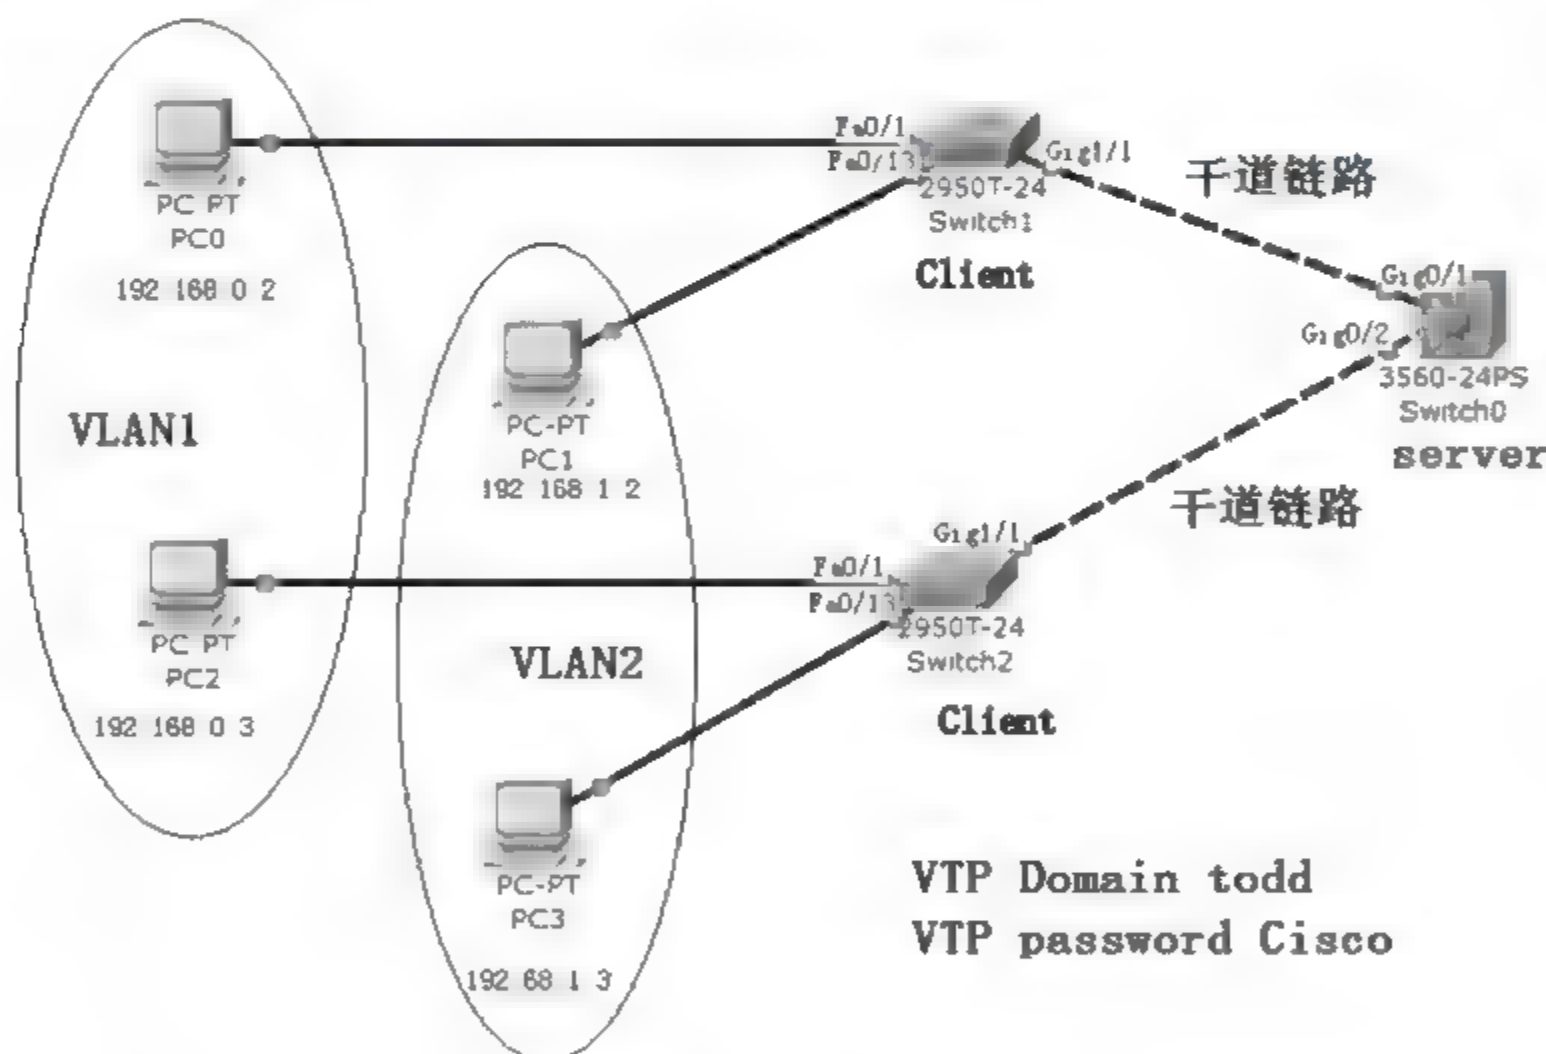 Fa0/1
Fa0/13
Gig1/1
干道链路
PC PT
PC0
192 168 0 2
2950T-24
Switch1
Client
Gig0/1
Gig0/2
3560-24PS
Switch0
server
VLAN1
PC-PT
PC1
192 168 1 2
干道链路
Gig1/1
Fa0/1
Fa0/13
2950T-24
Switch2
Client
PC PT
PC2
192 168 0 3
VLAN2
PC-PT
PC3
192 68 1 3
VTP Domain todd
VTP password Cisco